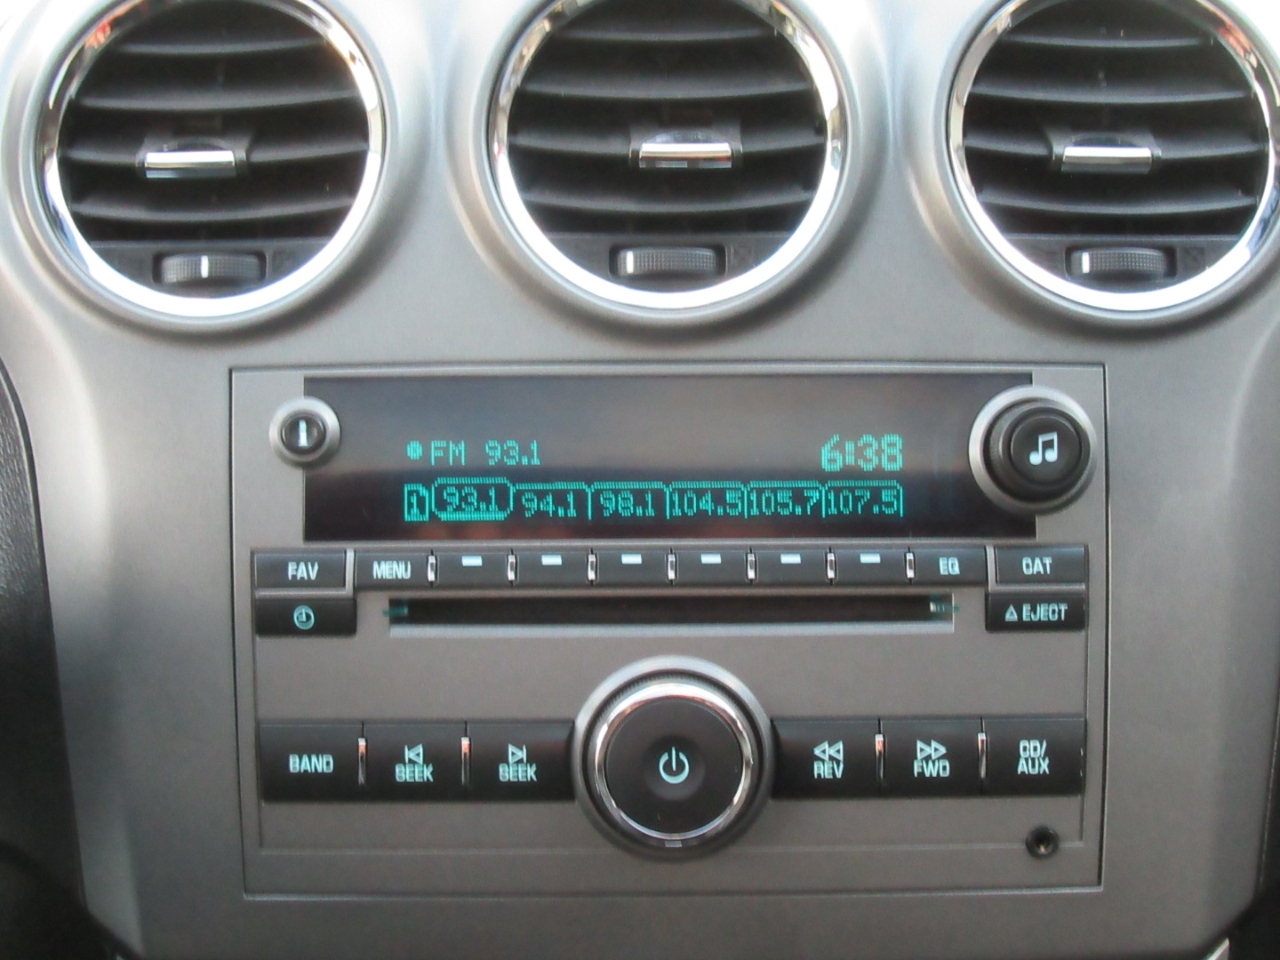 FM 93.1 6:38
1 93.1 94.1 98.1 104.5 105.7 107.5
FAV MENU EQ CAT
EJECT
BAND SEEK SEEK REV FWD CD/
AUX